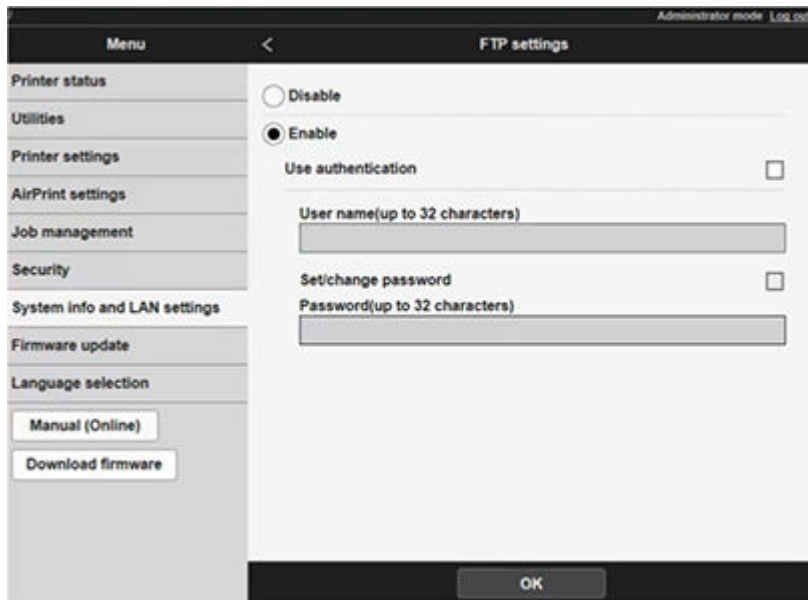 Administrator mode Log out
Menu
<
FTP settings
Printer status
Utilities
Printer settings
AirPrint settings
Job management
Security
System info and LAN settings
Firmware update
Language selection
Manual (Online)
Download firmware
Disable
Enable
Use authentication
User name(up to 32 characters)
Set/change password
Password(up to 32 characters)
OK